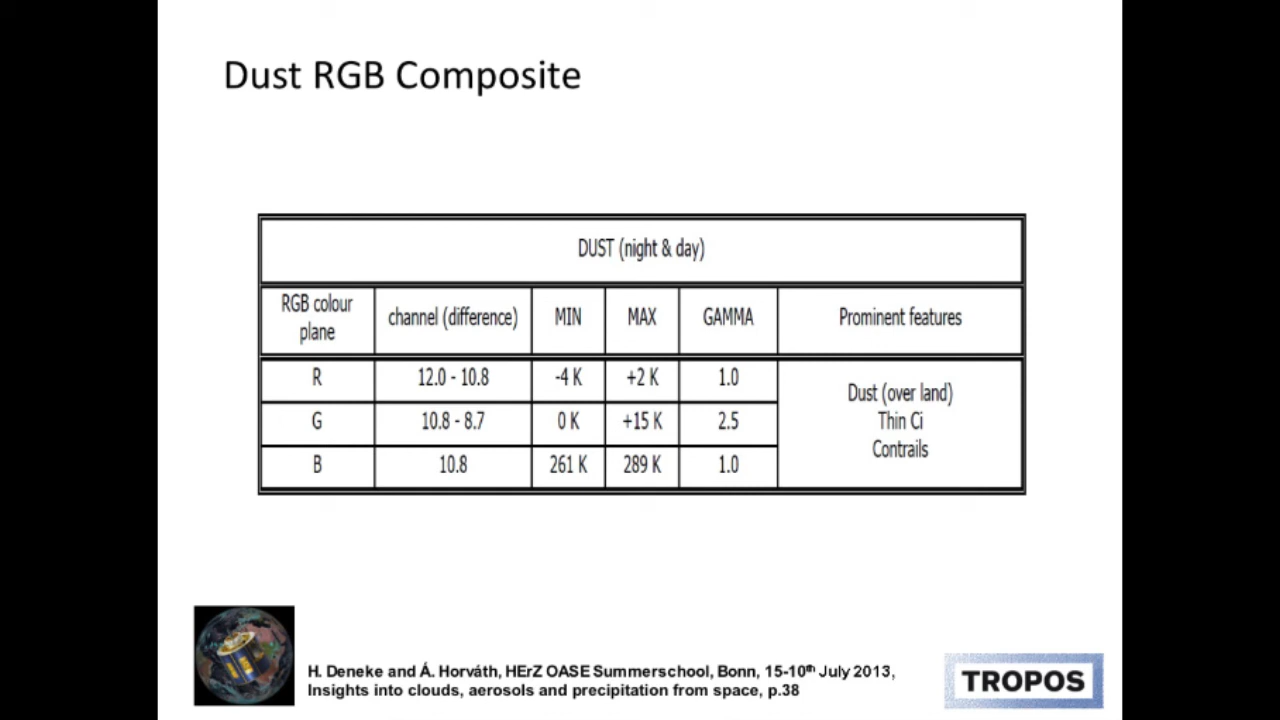 Dust RGB Composite
DUST (night & day)
RGB colour
plane
channel (difference)
MIN
MAX
GAMMA
Prominent features
R
12.0 - 10.8
-4 K
+2 K
1.0
G
10.8 - 8.7
0 K
+15 K
2.5
B
10.8
261 K
289 K
1.0
Dust (over land)
Thin Ci
Contrails
H. Deneke and Á. Horváth, HErZ OASE Summerschool, Bonn, 15-10th July 2013,
Insights into clouds, aerosols and precipitation from space, p.38
TROPOS